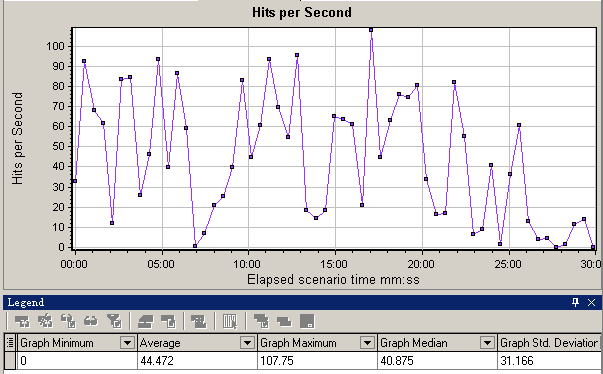 Hits per Second
Hits per Second
100
90
80
70
60
50
40
30
20
10
0
00:00 05:00 10:00 15:00 20:00 25:00 30:0
Elapsed scenario time mm:ss
Legend
Graph Minimum Average Graph Maximum Graph Median Graph Std. Deviation
0 44.472 107.75 40.875 31.166